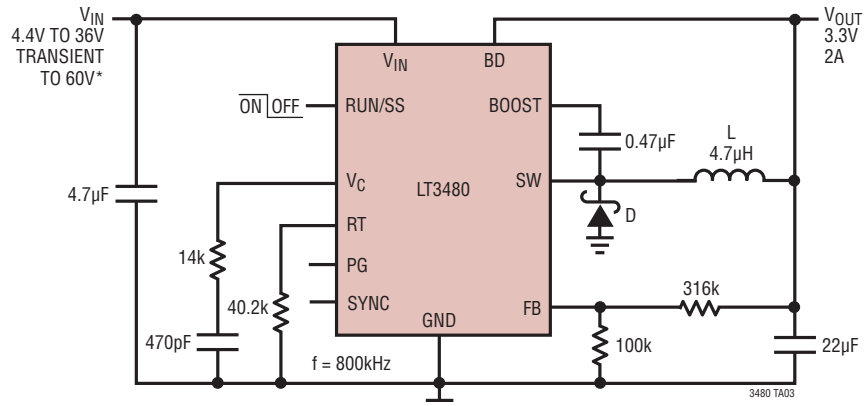 VIN
4.4V TO 36V
TRANSIENT
TO 60V*
VOUT
3.3V
2A
VIN
BD
ON OFF
RUN/SS
BOOST
0.47µF
L
4.7µH
4.7µF
VC
LT3480
SW
D
RT
14k
PG
40.2k
SYNC
316k
FB
GND
470pF
100k
22µF
f = 800kHz
3480 TA03